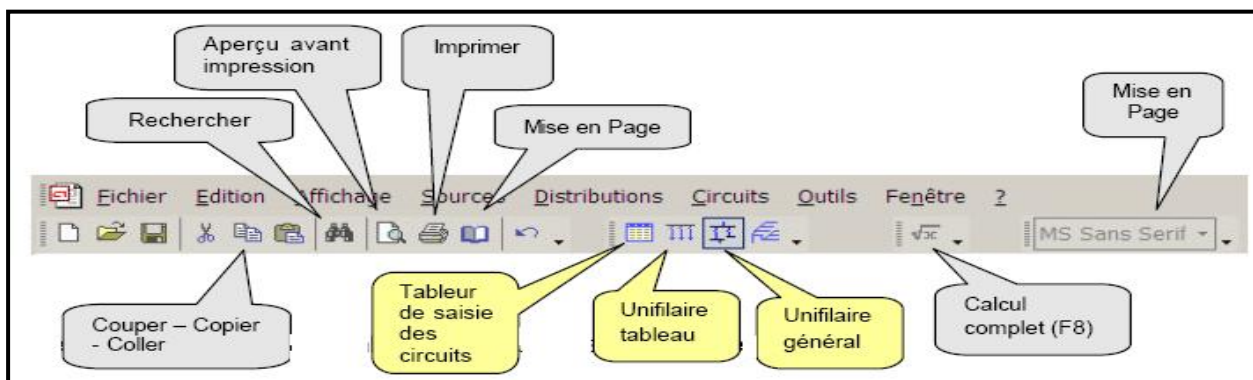 Aperçu avant
impression
Imprimer
Mise en
Page
Rechercher
Mise en Page
Fichier Edition Affichage Sources Distributions Circuits Outils Fenêtre ?
MS Sans Serif
Couper – Copier
- Coller
Tableur
de saisie
des
circuits
Unifilaire
tableau
Unifilaire
général
Calcul
complet (F8)